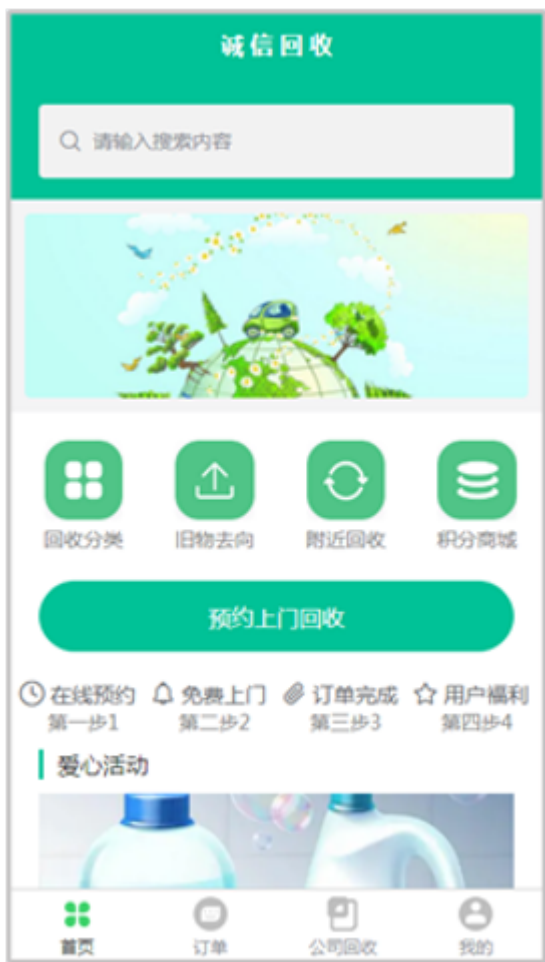 诚信回收
请输入搜索内容
回收分类 旧物去向 附近回收 积分商城
预约上门回收
在线预约 免费上门 订单完成 用户福利
第一步1 第二步2 第三步3 第四步4
爱心活动
首页 订单 公司回收 我的